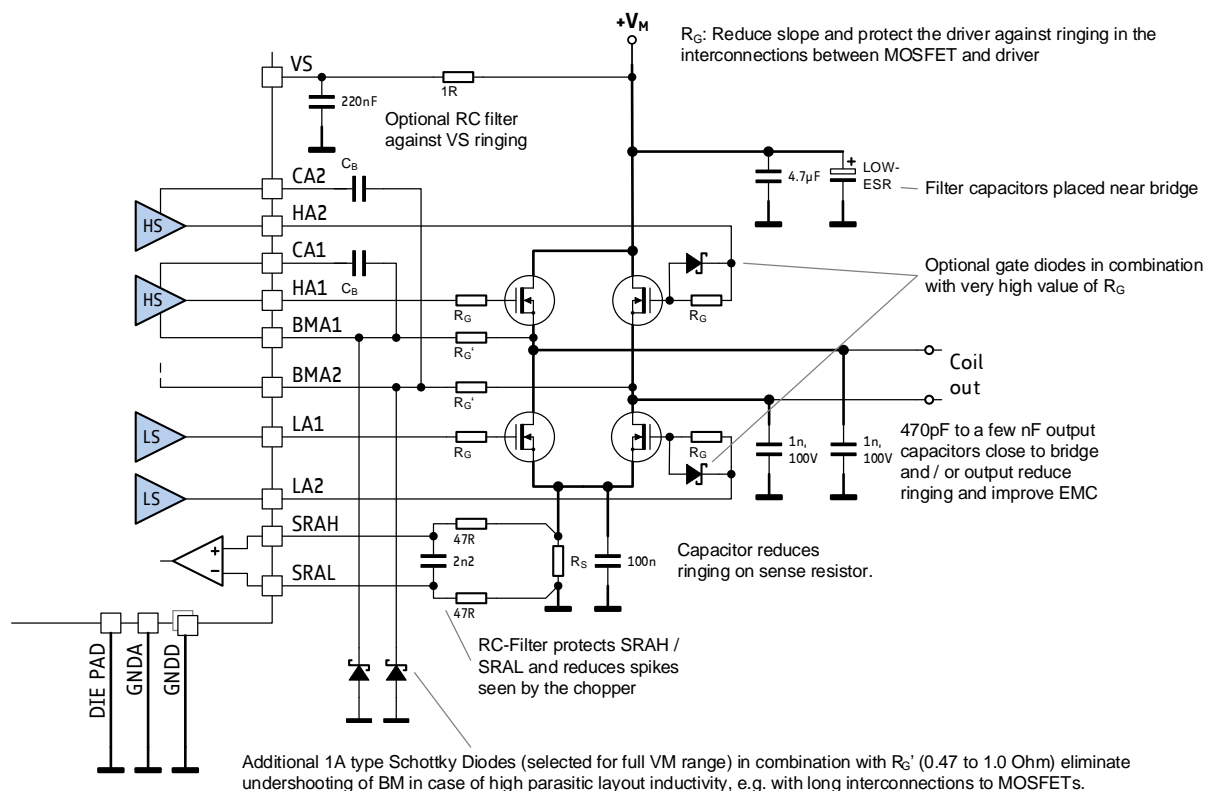 +VM
RG: Reduce slope and protect the driver against ringing in the
interconnections between MOSFET and driver
VS
1R
220nF
Optional RC filter
against VS ringing
CB
CA2
4.7µF
+
LOW-
ESR
Filter capacitors placed near bridge
HA2
HS
CA1
CB
Optional gate diodes in combination
with very high value of RG
HS
HA1
RG
RG
BMA1
RG'
Coil
out
BMA2
RG'
LS
LA1
RG
RG
1n,
100V
1n,
100V
470pF to a few nF output
capacitors close to bridge
and / or output reduce
ringing and improve EMC
LS
LA2
SRAH
47R
+
-
2n2
RS
100n
Capacitor reduces
ringing on sense resistor.
SRAL
47R
RC-Filter protects SRAH /
SRAL and reduces spikes
seen by the chopper
DIE PAD
GNDA
GNDD
Additional 1A type Schottky Diodes (selected for full VM range) in combination with RG' (0.47 to 1.0 Ohm) eliminate
undershooting of BM in case of high parasitic layout inductivity, e.g. with long interconnections to MOSFETs.